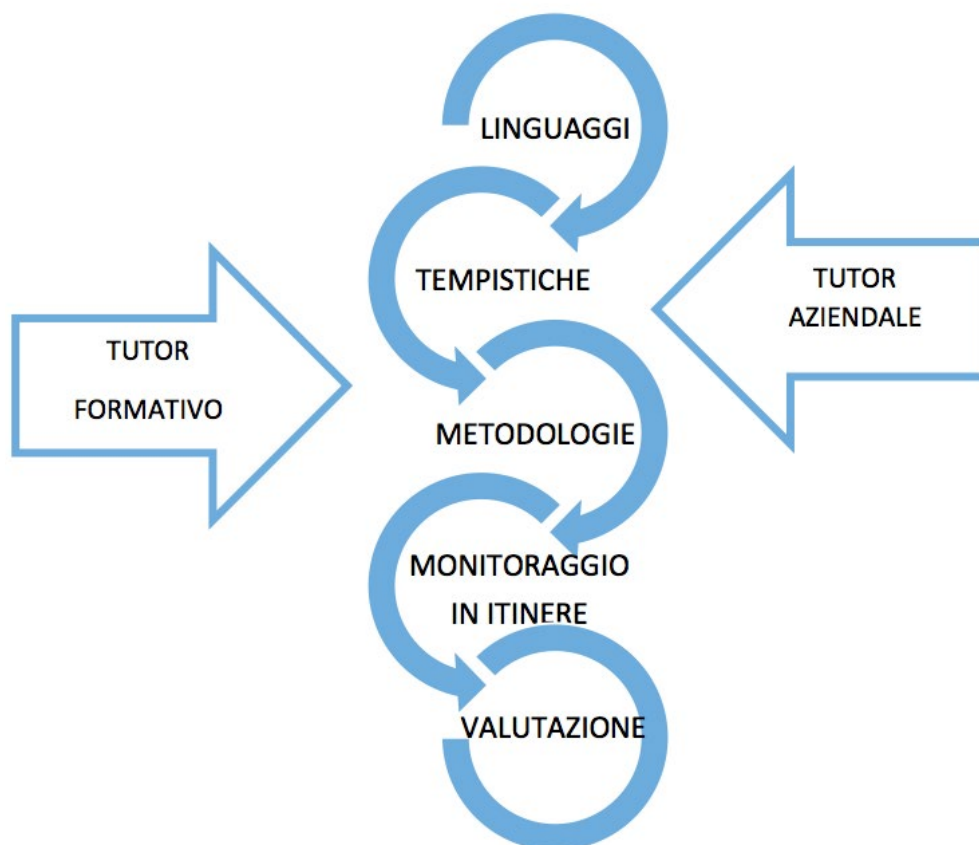 LINGUAGGI
TEMPISTICHE
TUTOR
AZIENDALE
TUTOR
FORMATIVO
METODOLOGIE
MONITORAGGIO
IN ITINERE
VALUTAZIONE